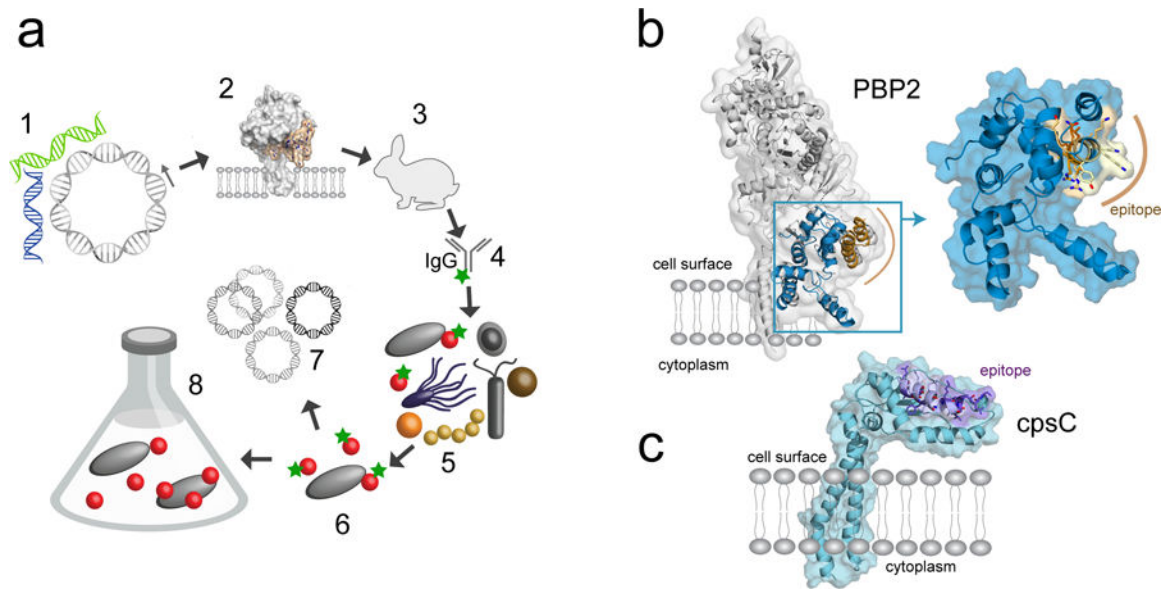 a
1
2
3
IgG
4
5
6
7
8
b
PBP2
epitope
cell surface
cytoplasm
c
epitope
cpsC
cell surface
cytoplasm